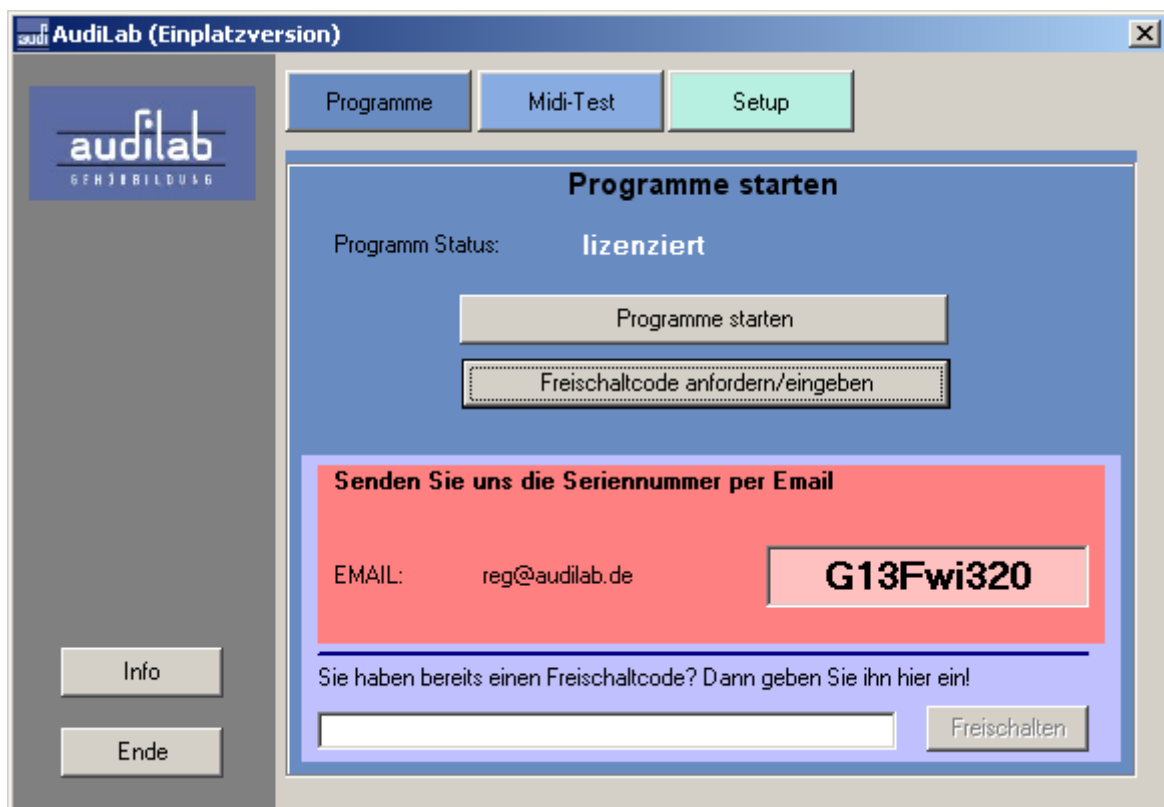 audi AudiLab (Einplatzversion)
audilab
GEHÖRBILDUNG
Programme
Midi-Test
Setup
Programme starten
Programm Status: lizenziert
Programme starten
Freischaltcode anfordern/eingeben
Senden Sie uns die Seriennummer per Email
EMAIL: reg@audilab.de G13Fwi320
Sie haben bereits einen Freischaltcode? Dann geben Sie ihn hier ein!
Freischalten
Info
Ende